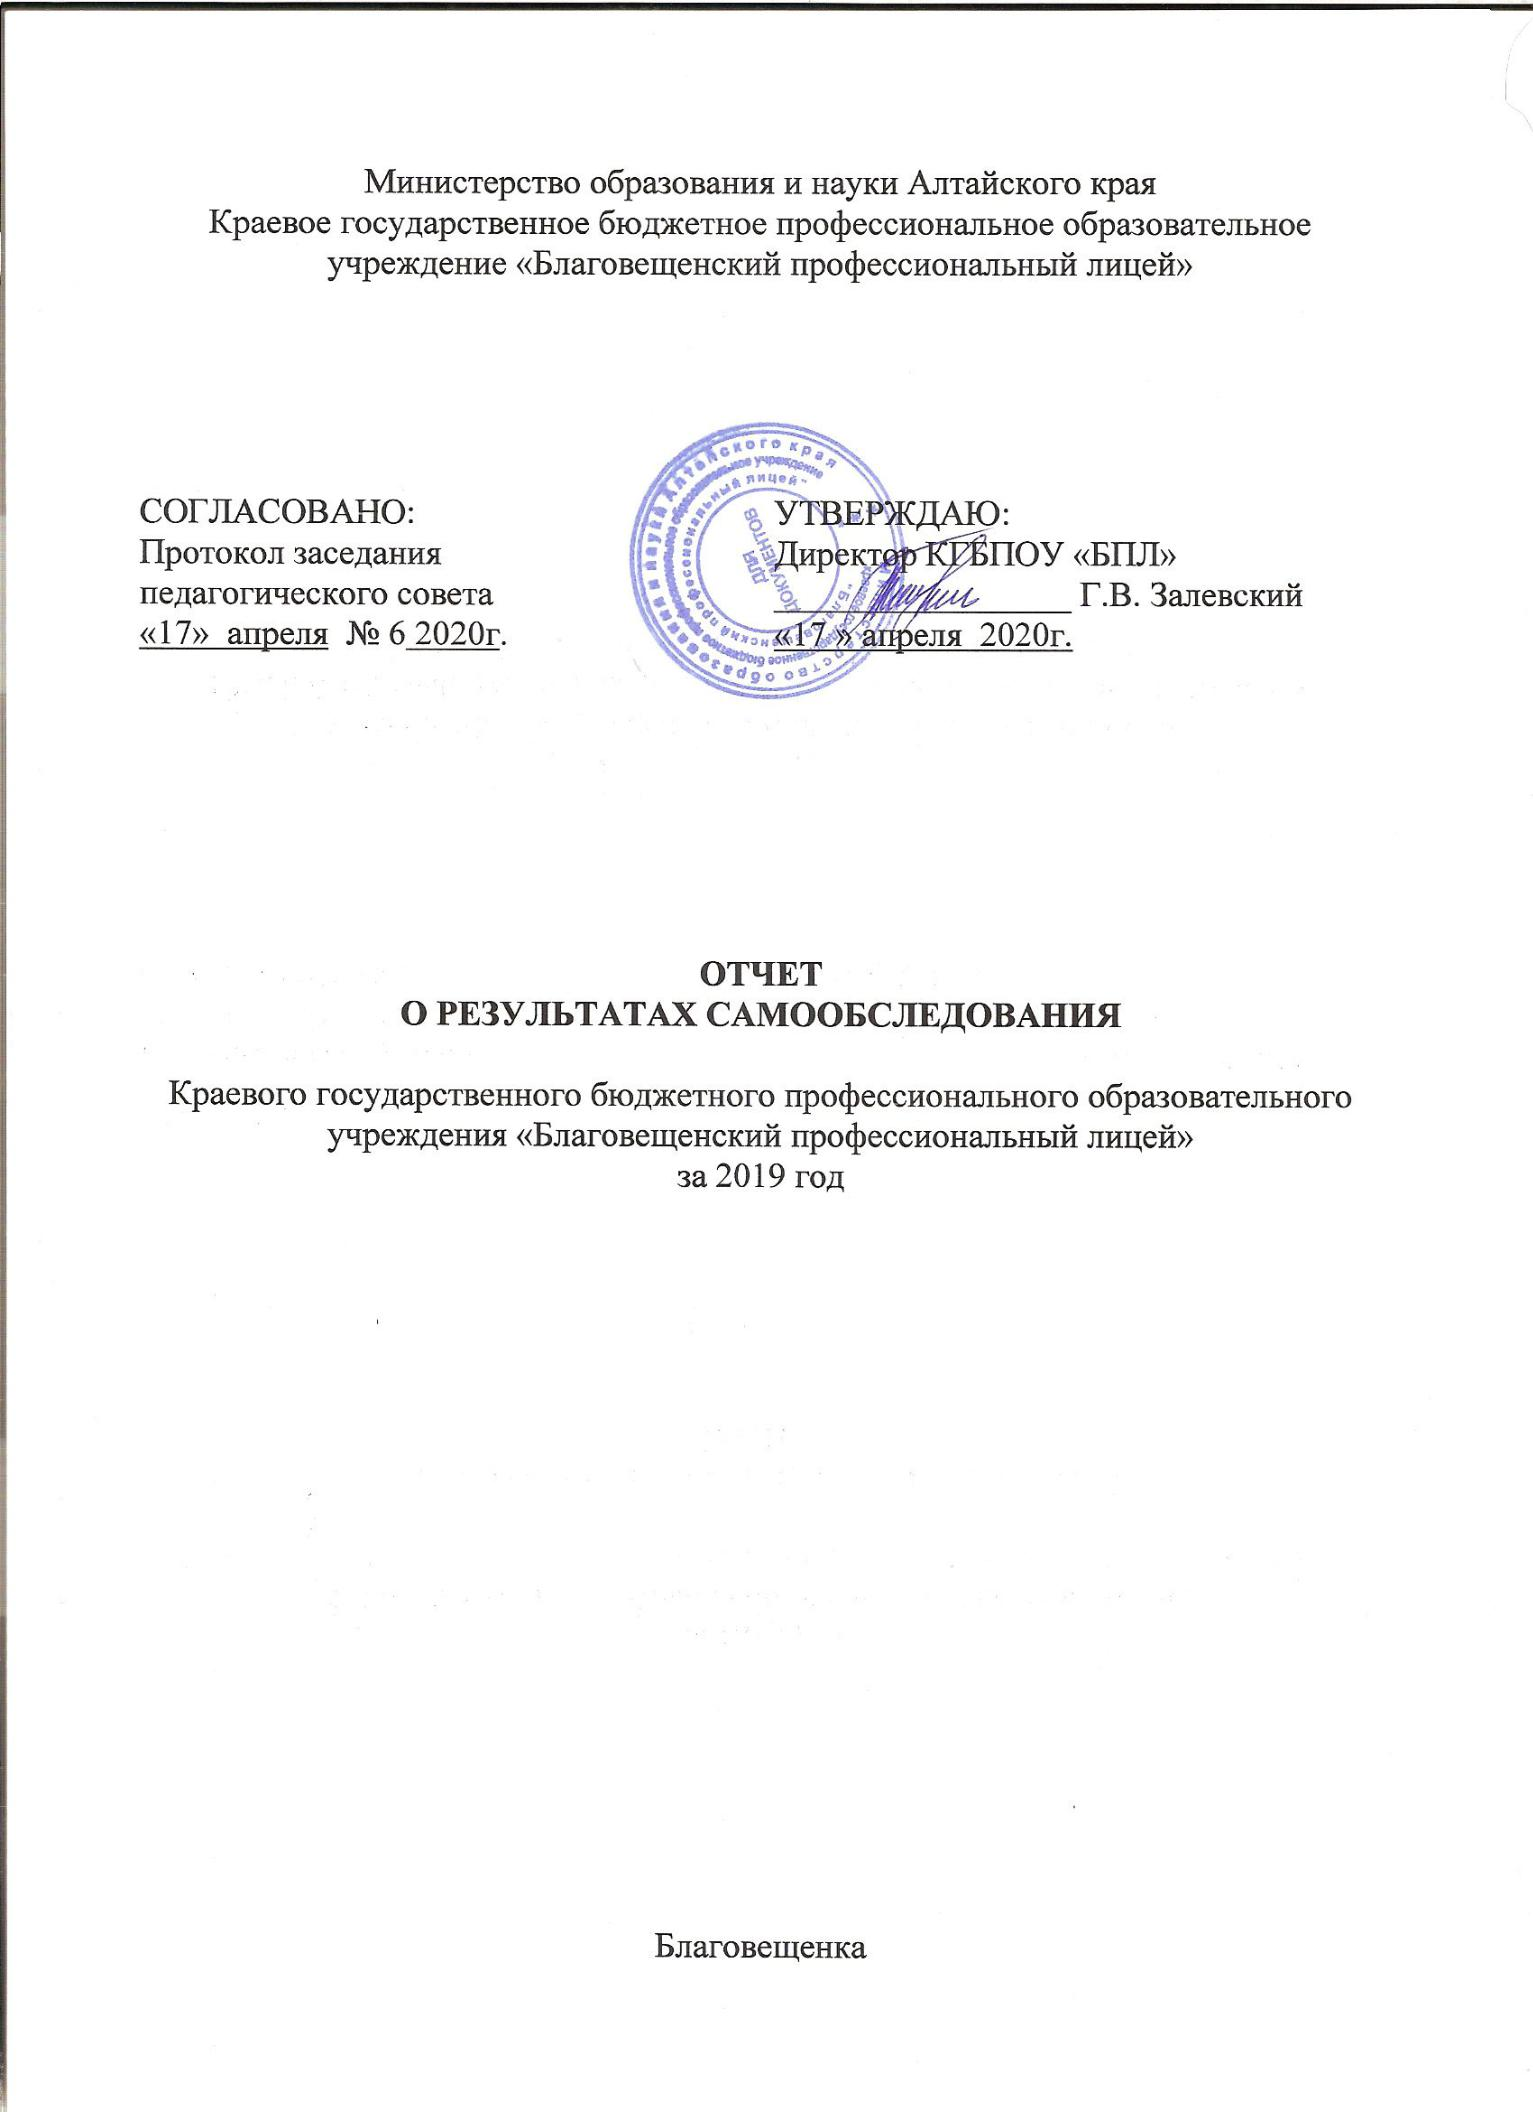 Министерство образования и науки Алтайского края
Краевое государственное бюджетное профессиональное образовательное
учреждение «Благовещенский профессиональный лицей»
СОГЛАСОВАНО:
Протокол заседания
педагогического совета
«17» апреля № 6 2020г.
УТВЕРЖДАЮ:
Директор КГБПОУ «БПЛ»
Г.В. Залевский
«17 » апреля 2020г.
ДЛЯ
ДОКУМЕНТОВ
ОТЧЕТ
О РЕЗУЛЬТАТАХ САМООБСЛЕДОВАНИЯ
Краевого государственного бюджетного профессионального образовательного
учреждения «Благовещенский профессиональный лицей»
за 2019 год
Благовещенка